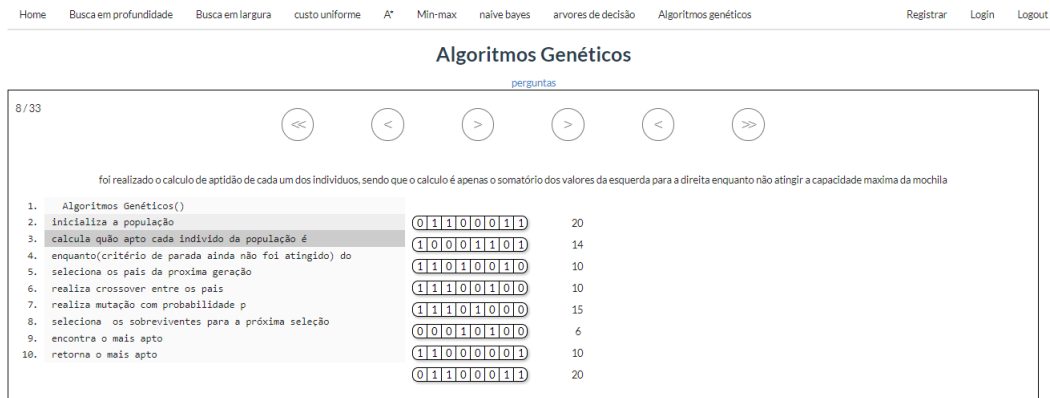 Home Busca em profundidade Busca em largura custo uniforme A* Min-max naive bayes arvores de decisão Algoritmos genéticos Registrar Login Logout
Algoritmos Genéticos
perguntas
8 / 33
≪ < > > < ≫
foi realizado o calculo de aptidão de cada um dos individuos, sendo que o calculo é apenas o somatório dos valores da esquerda para a direita enquanto não atingir a capacidade maxima da mochila
1. Algoritmos Genéticos()
2. inicializa a população
3. calcula quão apto cada individo da população é
4. enquanto(critério de parada ainda não foi atingido) do
5. seleciona os pais da proxima geração
6. realiza crossover entre os pais
7. realiza mutação com probabilidade p
8. seleciona os sobreviventes para a próxima seleção
9. encontra o mais apto
10. retorna o mais apto
0 1 1 0 0 0 1 1 20
1 0 0 0 1 1 0 1 14
1 1 0 1 0 0 1 0 10
1 1 1 0 0 1 0 0 10
1 1 1 0 1 0 0 0 15
0 0 0 1 0 1 0 0 6
1 1 0 0 0 0 0 1 10
0 1 1 0 0 0 1 1 20